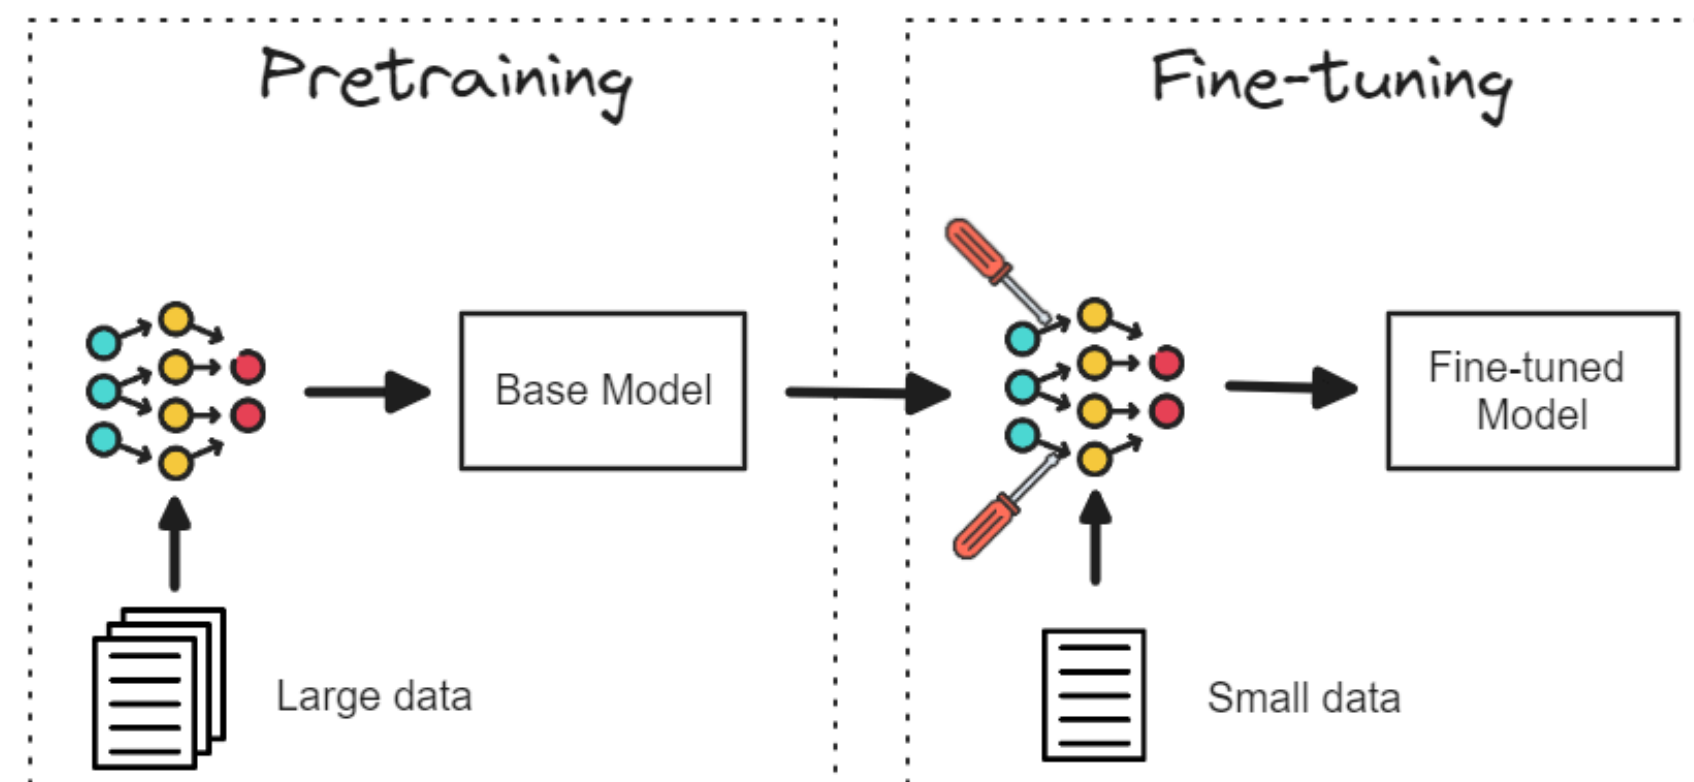 Pretraining
Base Model
Large data
Fine-tuning
Fine-tuned
Model
Small data